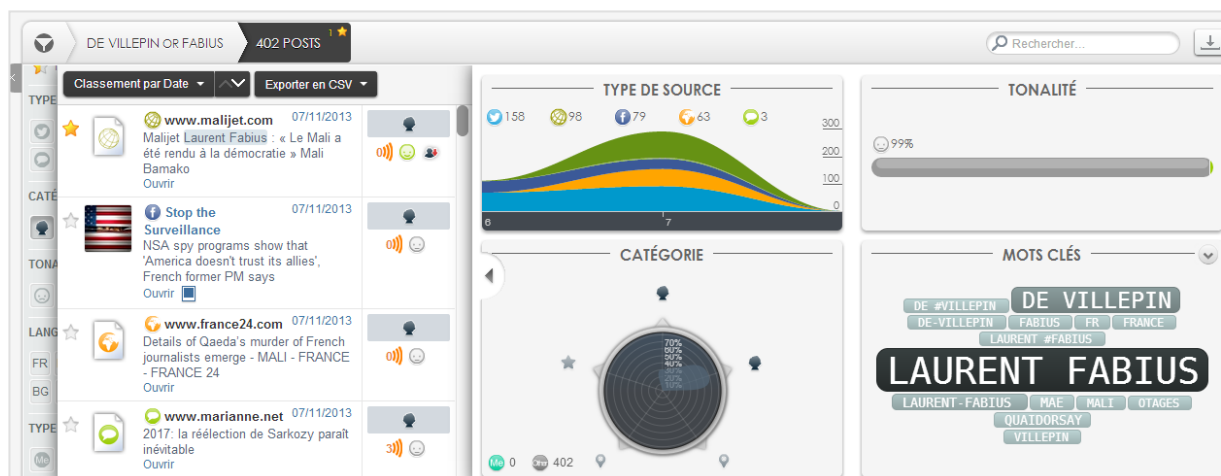 DE VILLEPIN OR FABIUS
402 POSTS
1
Rechercher...
Classement par Date
Exporter en CSV
TYPE
CATÉ
TONA
LANG
FR
BG
TYPE
Me
www.malijet.com 07/11/2013
Malijet Laurent Fabius : « Le Mali a
été rendu à la démocratie » Mali
Bamako
Ouvrir
0
Stop the 07/11/2013
Surveillance
NSA spy programs show that
'America doesn't trust its allies',
French former PM says
Ouvrir
0
www.france24.com 07/11/2013
Details of Qaeda's murder of French
journalists emerge - MALI - FRANCE
- FRANCE 24
Ouvrir
0
www.marianne.net 07/11/2013
2017: la réélection de Sarkozy paraît
inévitable
Ouvrir
3
TYPE DE SOURCE
158 98 79 63 3
300
200
100
0
6 7
TONALITÉ
99%
CATÉGORIE
70%
60%
50%
40%
30%
20%
10%
Me 0 402
MOTS CLÉS
DE #VILLEPIN DE VILLEPIN
DE-VILLEPIN FABIUS FR FRANCE
LAURENT #FABIUS
LAURENT FABIUS
LAURENT-FABIUS MAE MALI OTAGES
QUAIDORSAY
VILLEPIN